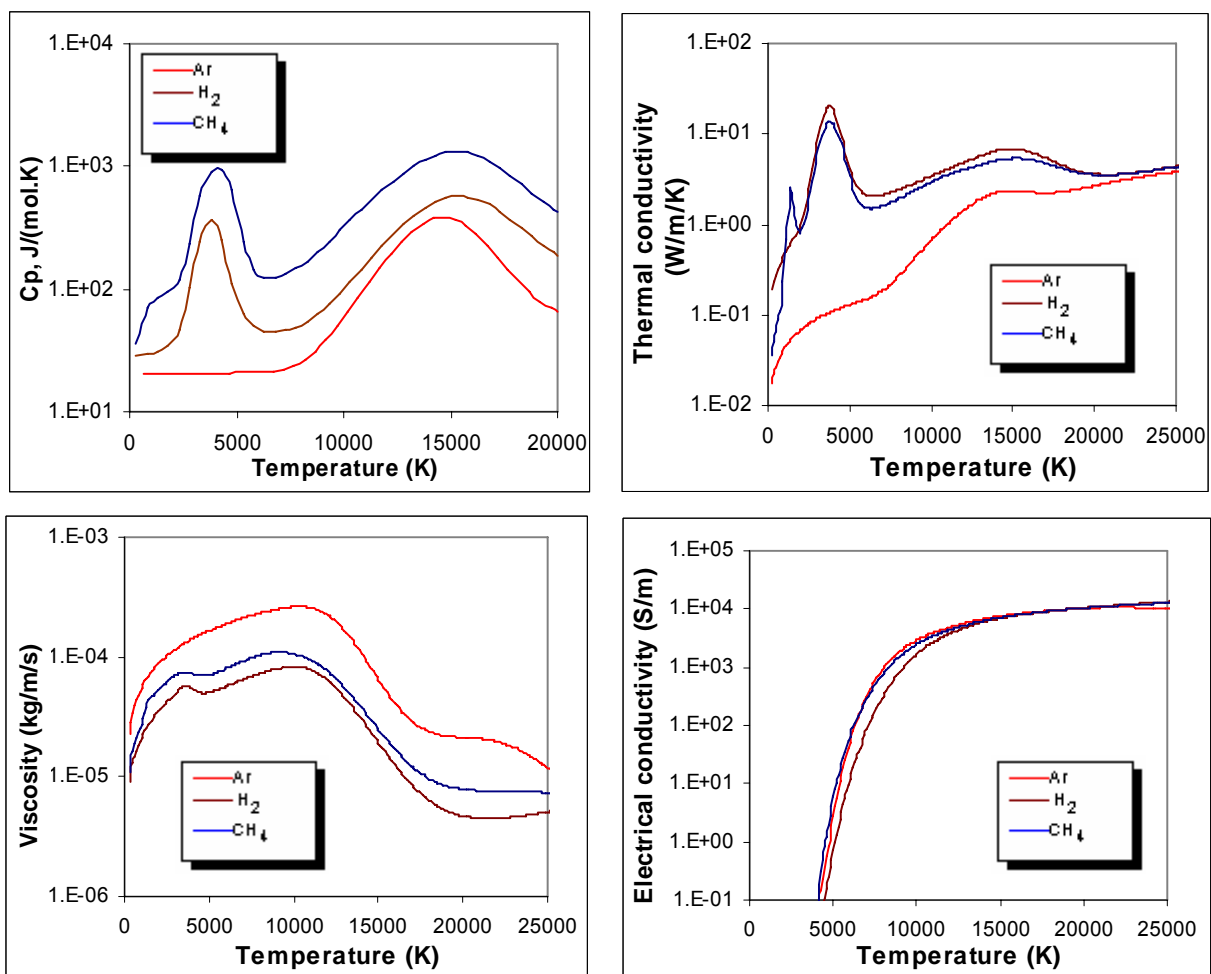 1.E+04
1.E+03
1.E+02
1.E+01
Cp, J/(mol.K)
Ar
H2
CH4
0 5000 10000 15000 20000
Temperature (K)
1.E+02
1.E+01
1.E+00
1.E-01
1.E-02
Thermal conductivity
(W/m/K)
Ar
H2
CH4
0 5000 10000 15000 20000 25000
Temperature (K)
1.E-03
1.E-04
1.E-05
1.E-06
Viscosity (kg/m/s)
Ar
H2
CH4
0 5000 10000 15000 20000 25000
Temperature (K)
1.E+05
1.E+04
1.E+03
1.E+02
1.E+01
1.E+00
1.E-01
Electrical conductivity (S/m)
Ar
H2
CH4
0 5000 10000 15000 20000 25000
Temperature (K)